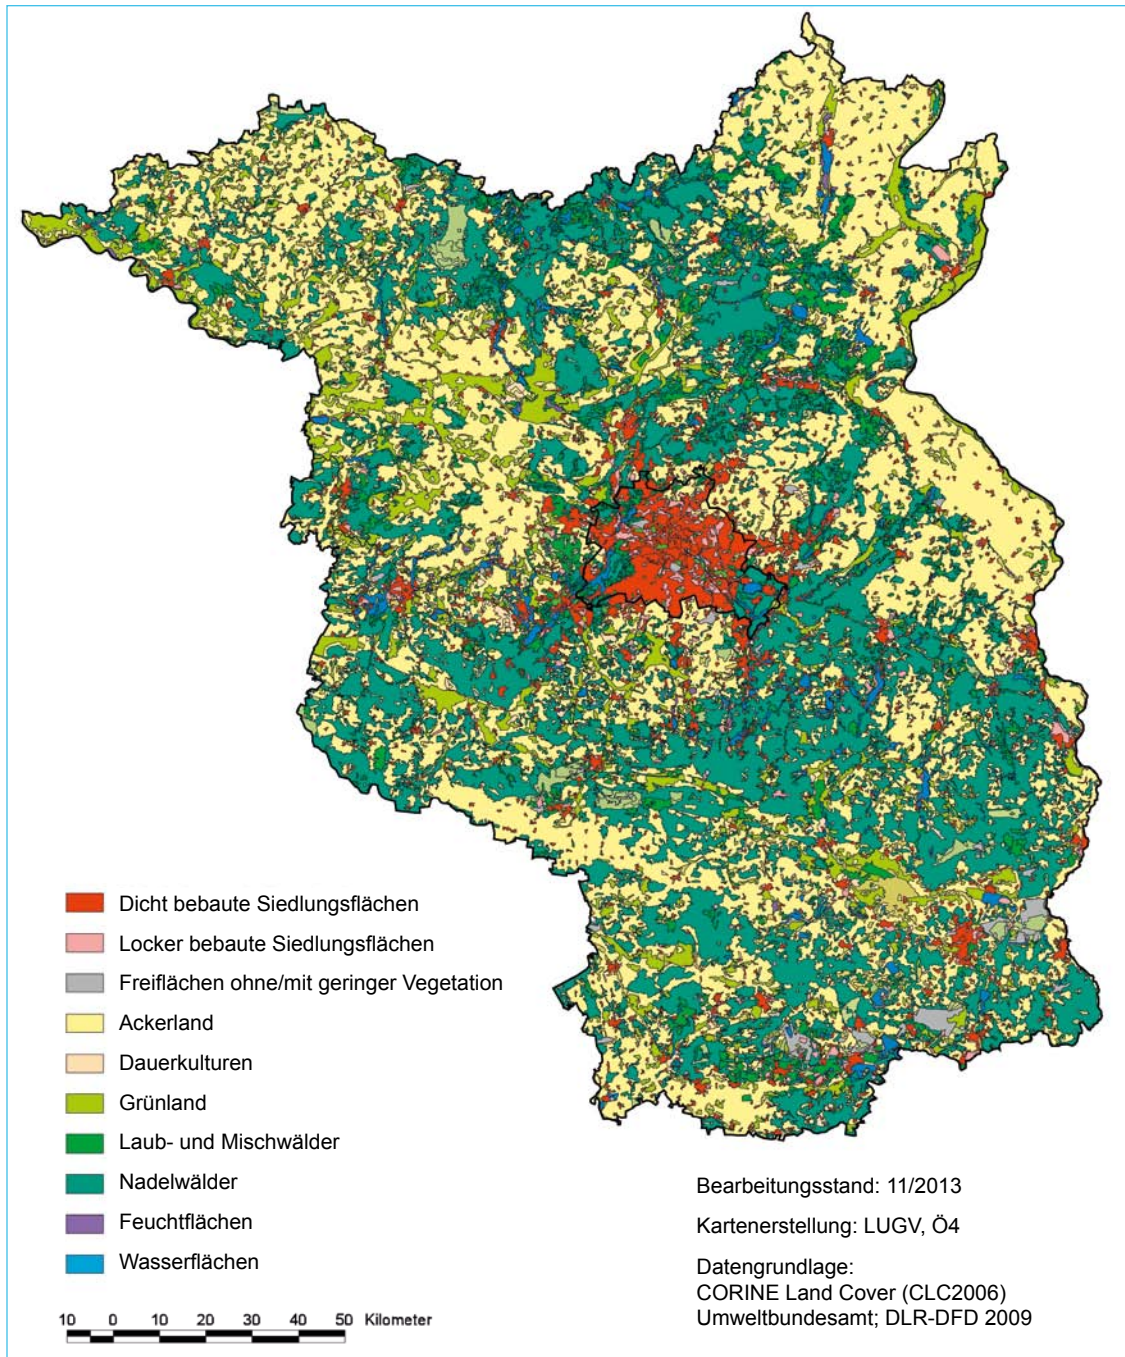 Dicht bebaute Siedlungsflächen
Locker bebaute Siedlungsflächen
Freiflächen ohne/mit geringer Vegetation
Ackerland
Dauerkulturen
Grünland
Laub- und Mischwälder
Nadelwälder
Feuchtflächen
Wasserflächen
10 0 10 20 30 40 50 Kilometer
Bearbeitungsstand: 11/2013
Kartenerstellung: LUGV, Ö4
Datengrundlage:
CORINE Land Cover (CLC2006)
Umweltbundesamt; DLR-DFD 2009